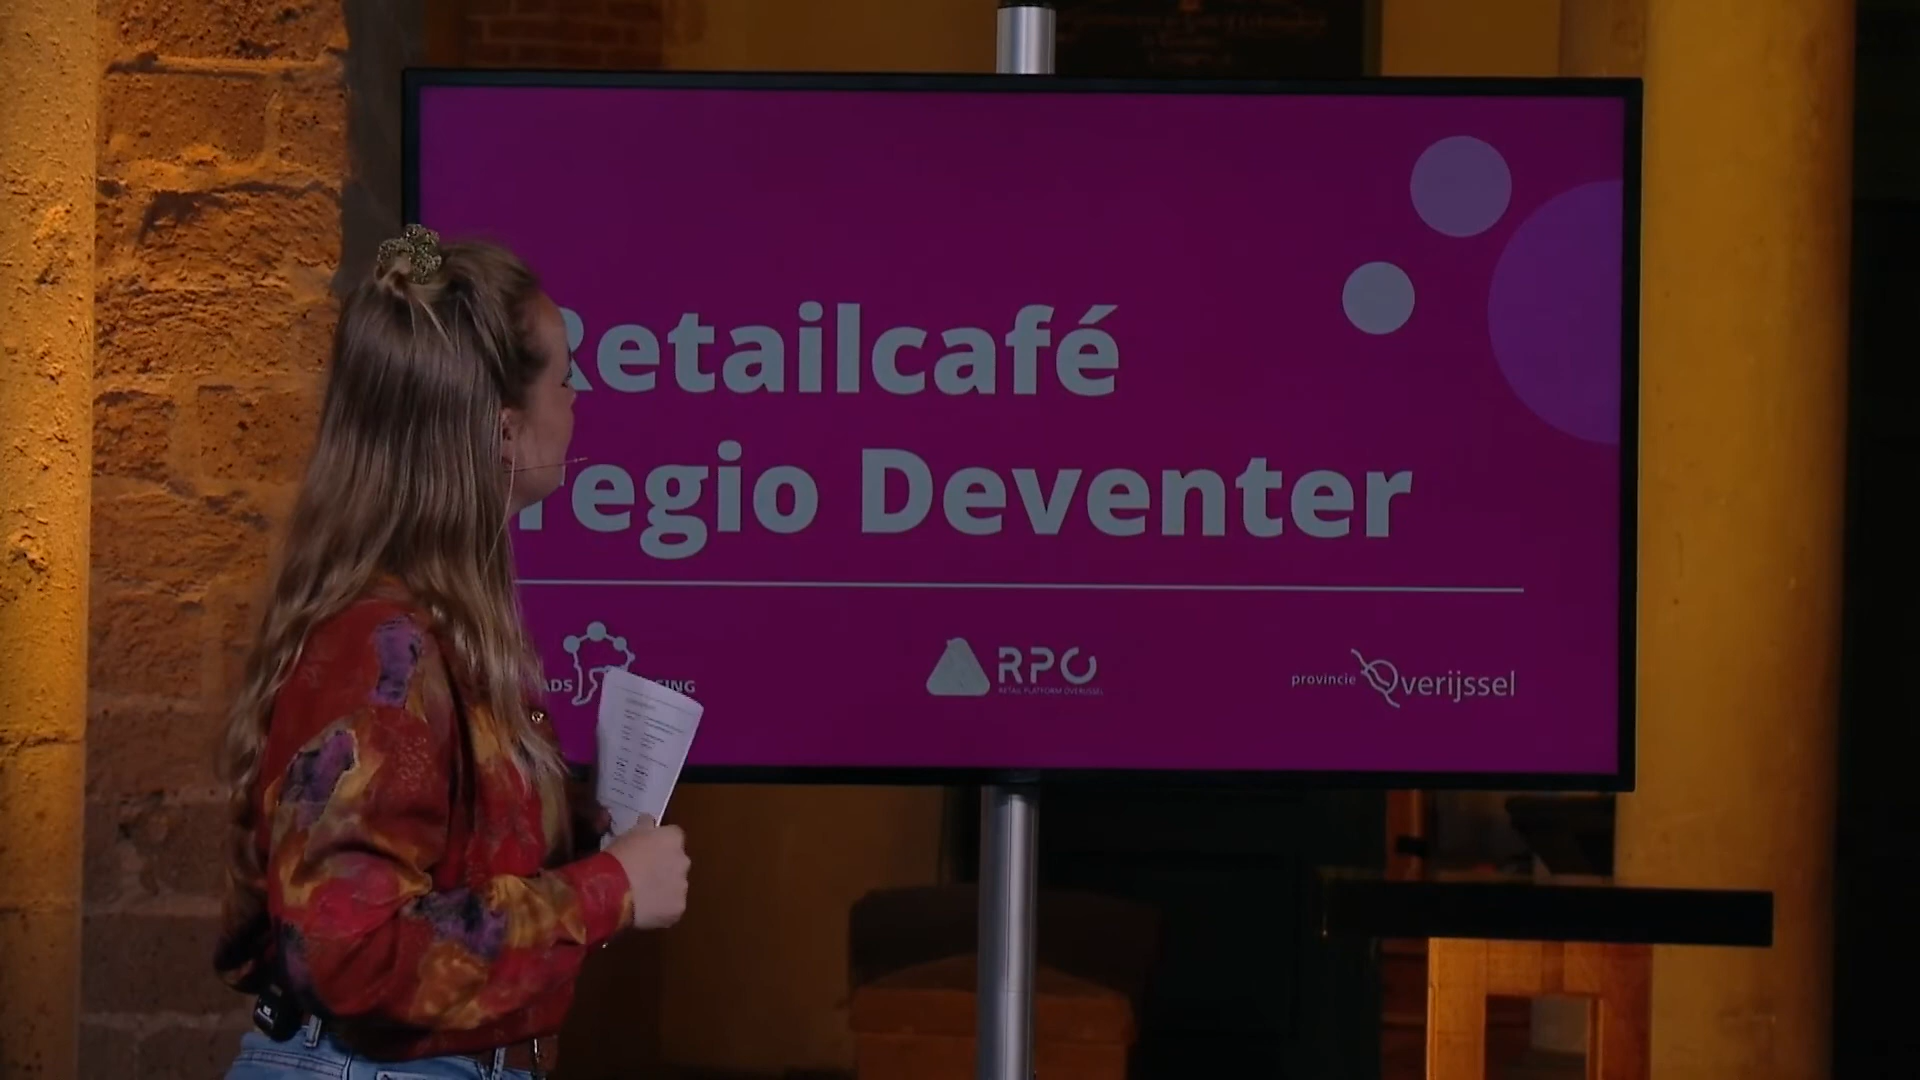 Retailcafé
regio Deventer
RPO
RETAIL PLATFORM OVERIJSSEL
provincie Overijssel